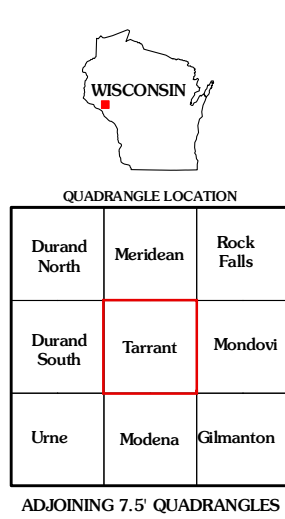 WISCONSIN
QUADRANGLE LOCATION
Durand
North
Meridean
Rock
Falls
Durand
South
Tarrant
Mondovi
Urne
Modena
Gilmanton
ADJOINING 7.5' QUADRANGLES